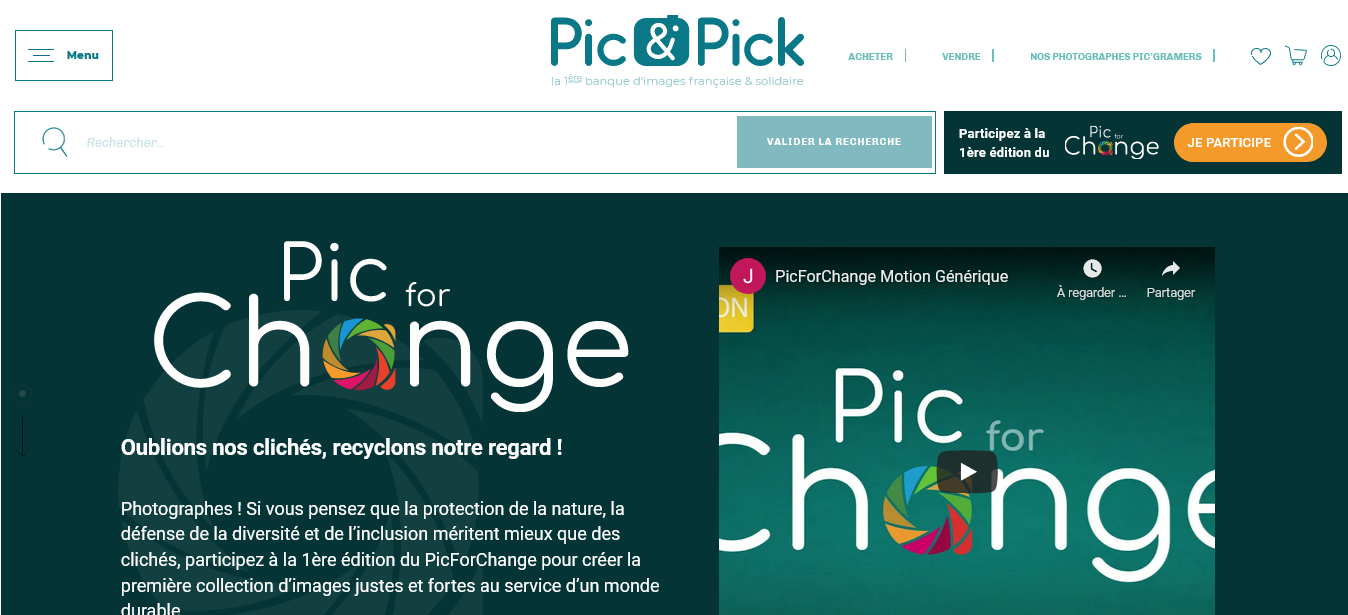 Menu
Pic & Pick
la 1ère banque d'images française & solidaire
ACHETER
VENDRE
NOS PHOTOGRAPHES PIC'GRAMERS
Rechercher...
VALIDER LA RECHERCHE
Participez à la
1ère édition du
Pic for
Change
JE PARTICIPE
Pic for
Change
Oublions nos clichés, recyclons notre regard !
Photographes ! Si vous pensez que la protection de la nature, la
défense de la diversité et de l'inclusion méritent mieux que des
clichés, participez à la 1ère édition du PicForChange pour créer la
première collection d'images justes et fortes au service d'un monde
durable
J
PicForChange Motion Générique
À regarder ...
Partager
ON
Pic for
Change